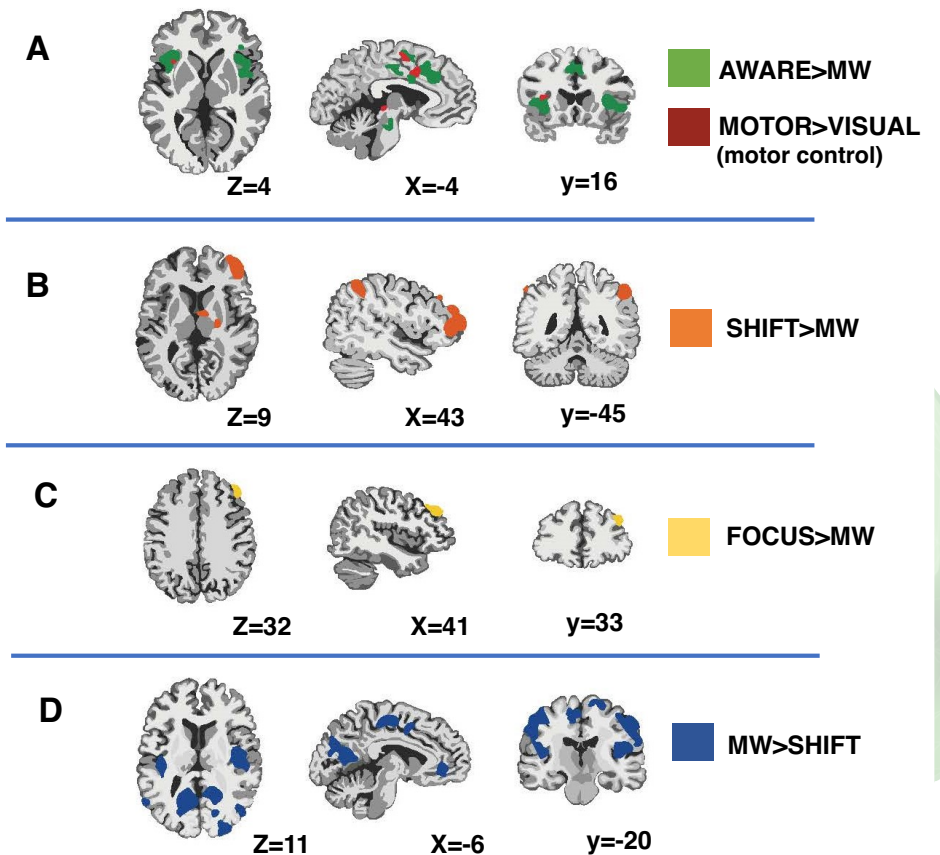 A
AWARE>MW
MOTOR>VISUAL
(motor control)
Z=4
X=-4
y=16
B
SHIFT>MW
Z=9
X=43
y=-45
C
FOCUS>MW
Z=32
X=41
y=33
D
MW>SHIFT
Z=11
X=-6
y=-20